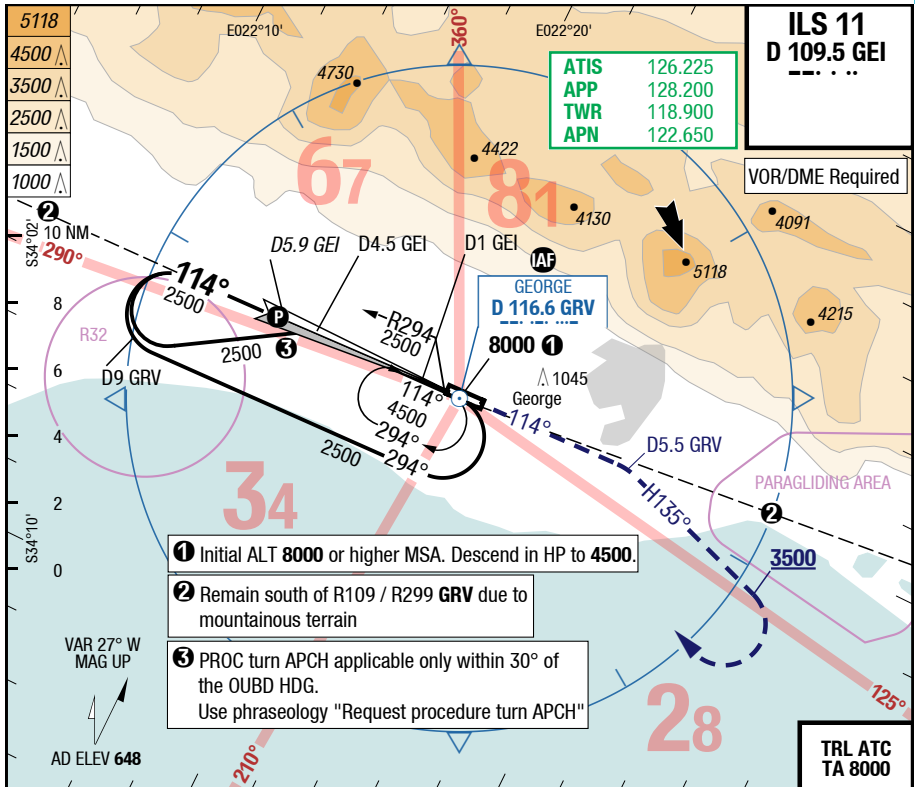 5118
4500
3500
2500
1500
1000
E022°10'
360°
E022°20'
ATIS 126.225
APP 128.200
TWR 118.900
APN 122.650
ILS 11
D 109.5 GEI
VOR/DME Required
4730
4422
67
81
4130
4091
5118
4215
2
10 NM
290°
S34°02'
D5.9 GEI
D4.5 GEI
D1 GEI
IAF
GEORGE
D 116.6 GRV
8000 1
114°
2500
P
3
R294
2500
R32
2500
D9 GRV
1045
George
114°
4500
294°
294°
2500
114°
D5.5 GRV
H135°
PARAGLIDING AREA
2
3500
8
6
4
2
0
S34°10'
34
1 Initial ALT 8000 or higher MSA. Descend in HP to 4500.
2 Remain south of R109 / R299 GRV due to
mountainous terrain
3 PROC turn APCH applicable only within 30° of
the OUBD HDG.
Use phraseology "Request procedure turn APCH"
VAR 27° W
MAG UP
AD ELEV 648
210°
28
125°
TRL ATC
TA 8000